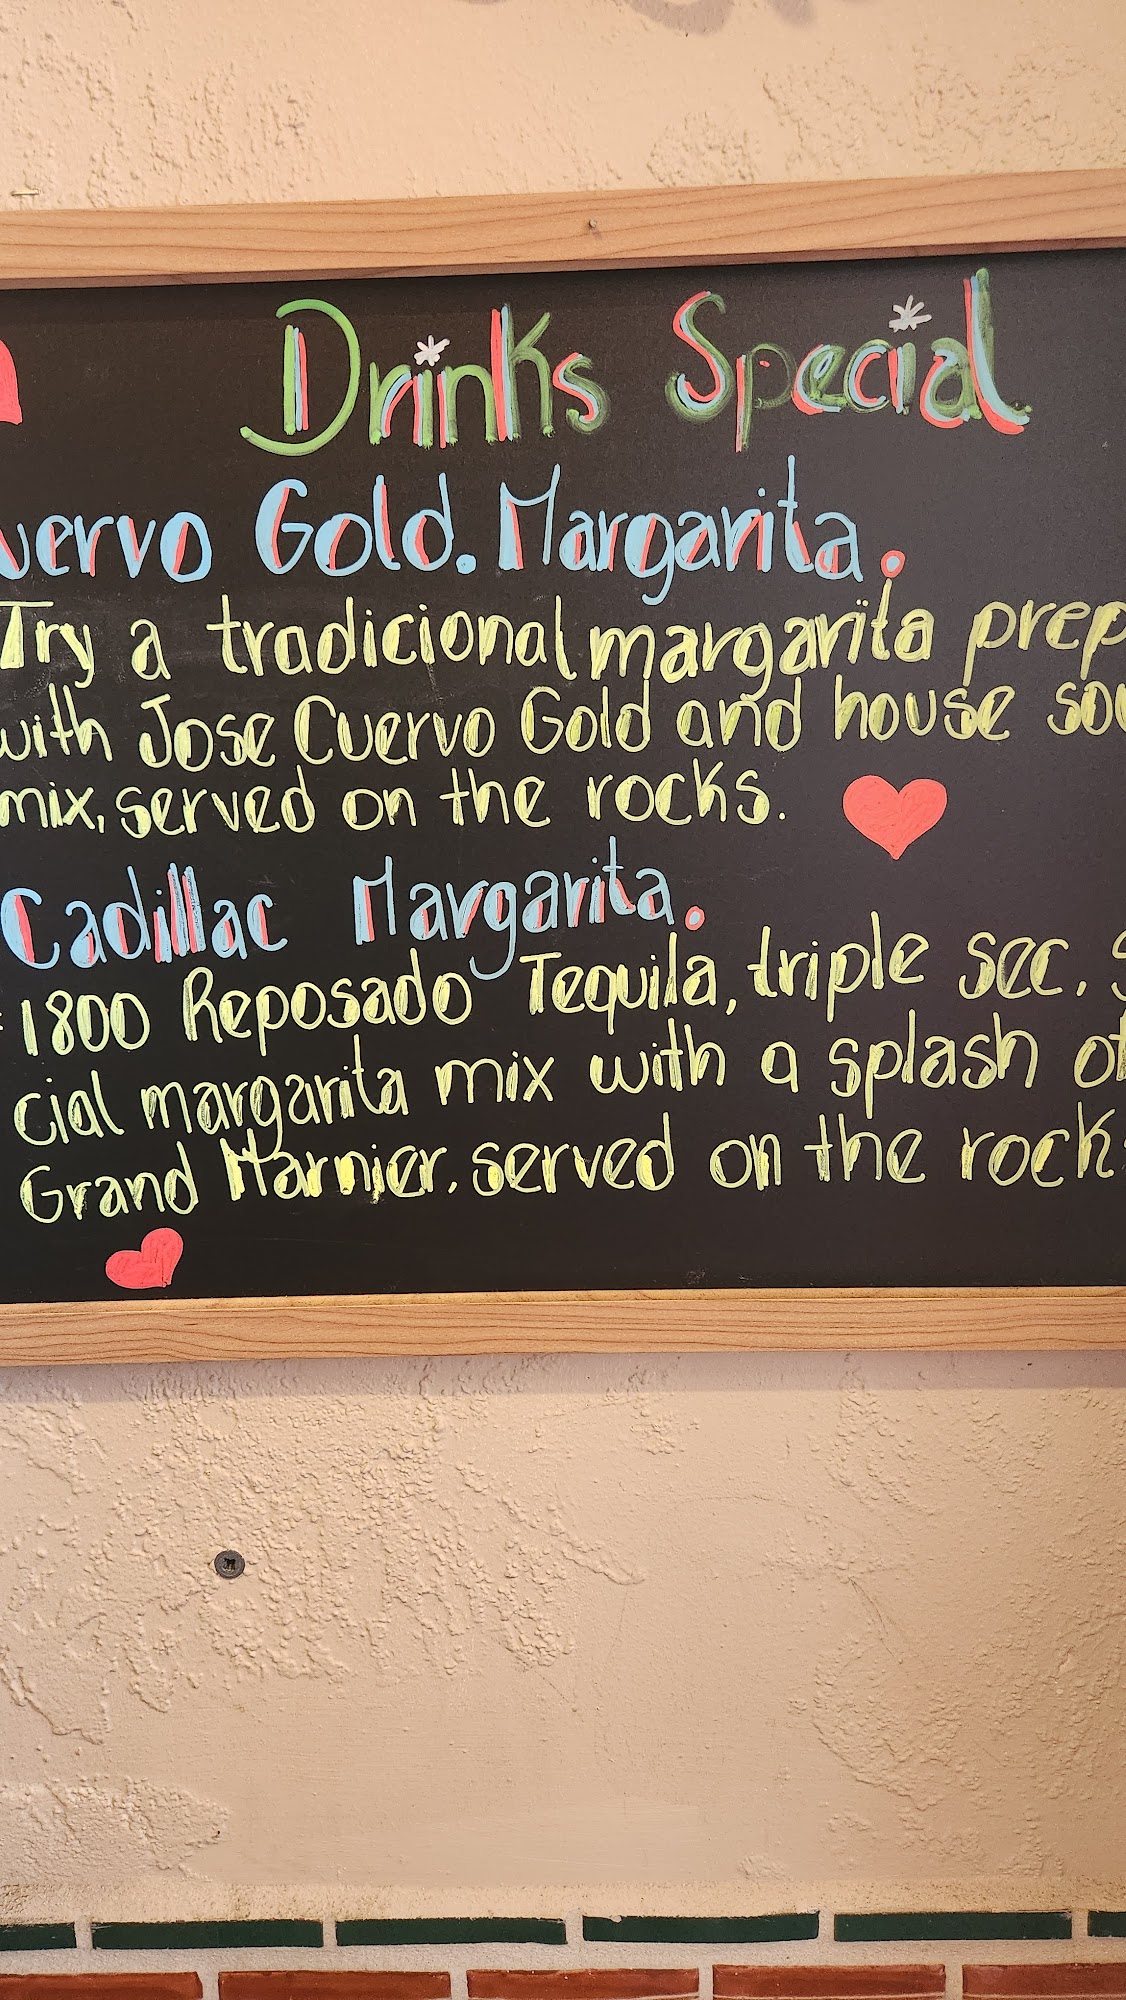 Drinks Special
uervo Gold. Margarita.
Try a tradicional margarita prep
with Jose Cuervo Gold and house sou
mix, served on the rocks.
Cadillac Margarita.
1800 Reposado Tequila, triple sec, s
cial margarita mix with a splash of
Grand Marnier. served on the rock